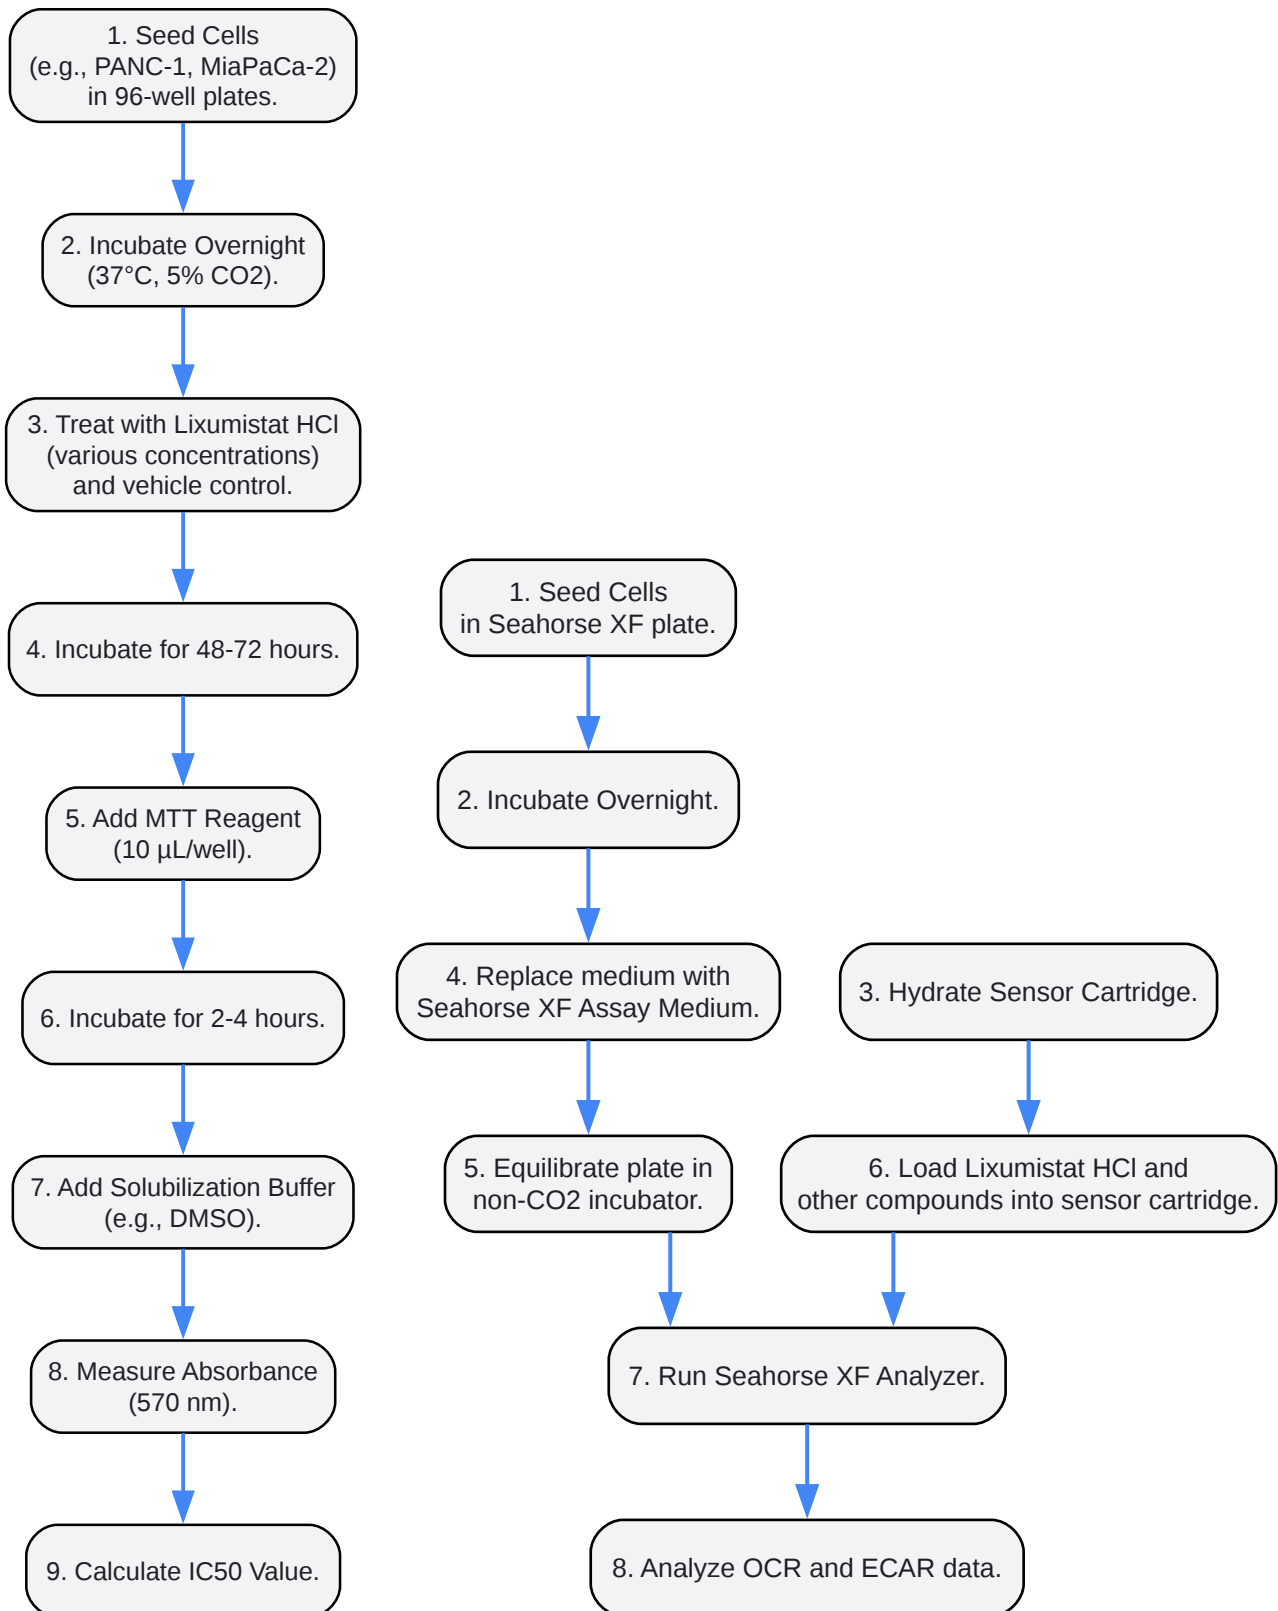 1. Seed Cells
(e.g., PANC-1, MiaPaCa-2)
in 96-well plates.
2. Incubate Overnight
(37°C, 5% CO2).
3. Treat with Lixumistat HCl
(various concentrations)
and vehicle control.
4. Incubate for 48-72 hours.
5. Add MTT Reagent
(10 µL/well).
6. Incubate for 2-4 hours.
7. Add Solubilization Buffer
(e.g., DMSO).
8. Measure Absorbance
(570 nm).
9. Calculate IC50 Value.
1. Seed Cells
in Seahorse XF plate.
2. Incubate Overnight.
4. Replace medium with
Seahorse XF Assay Medium.
3. Hydrate Sensor Cartridge.
5. Equilibrate plate in
non-CO2 incubator.
6. Load Lixumistat HCl and
other compounds into sensor cartridge.
7. Run Seahorse XF Analyzer.
8. Analyze OCR and ECAR data.